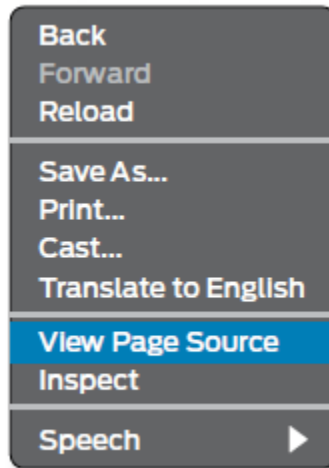 Back
Forward
Reload
Save As...
Print...
Cast...
Translate to English
View Page Source
Inspect
Speech